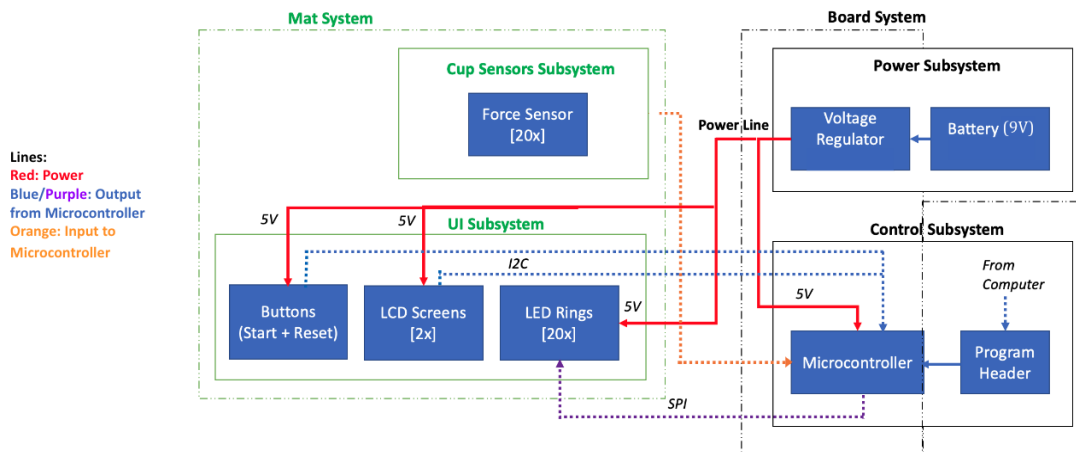 Mat System
Board System
Cup Sensors Subsystem
Power Subsystem
Force Sensor
[20x]
Power Line
Voltage
Regulator
Battery (9V)
Lines:
Red: Power
Blue/Purple: Output
from Microcontroller
Orange: Input to
Microcontroller
5V
5V
UI Subsystem
Control Subsystem
I2C
From
Computer
Buttons
(Start + Reset)
LCD Screens
[2x]
LED Rings
[20x]
5V
5V
Microcontroller
Program
Header
SPI